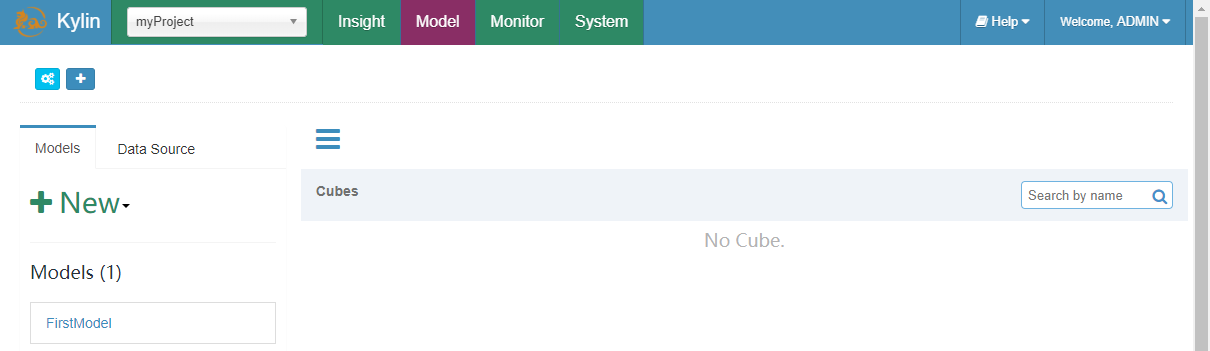 Kylin myProject Insight Model Monitor System Help Welcome, ADMIN
Models Data Source
New
Cubes Search by name
No Cube.
Models (1)
FirstModel